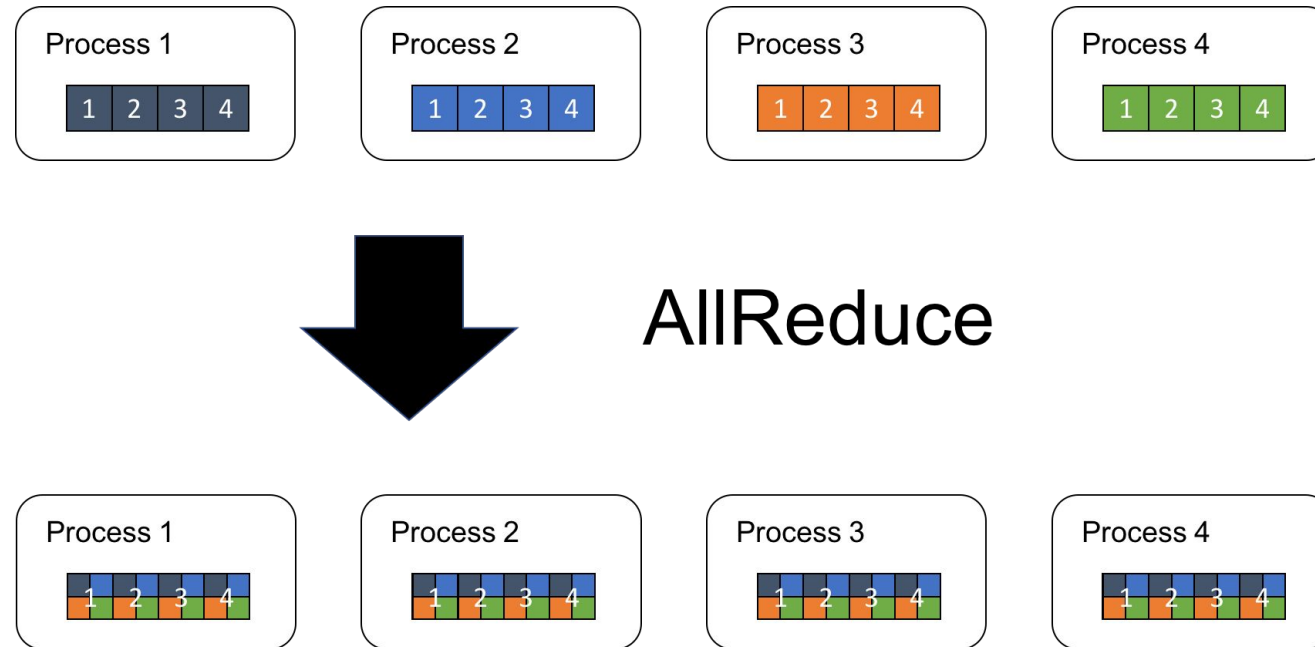 Process 1
1 2 3 4
Process 2
1 2 3 4
Process 3
1 2 3 4
Process 4
1 2 3 4
AllReduce
Process 1
1 2 3 4
Process 2
1 2 3 4
Process 3
1 2 3 4
Process 4
1 2 3 4